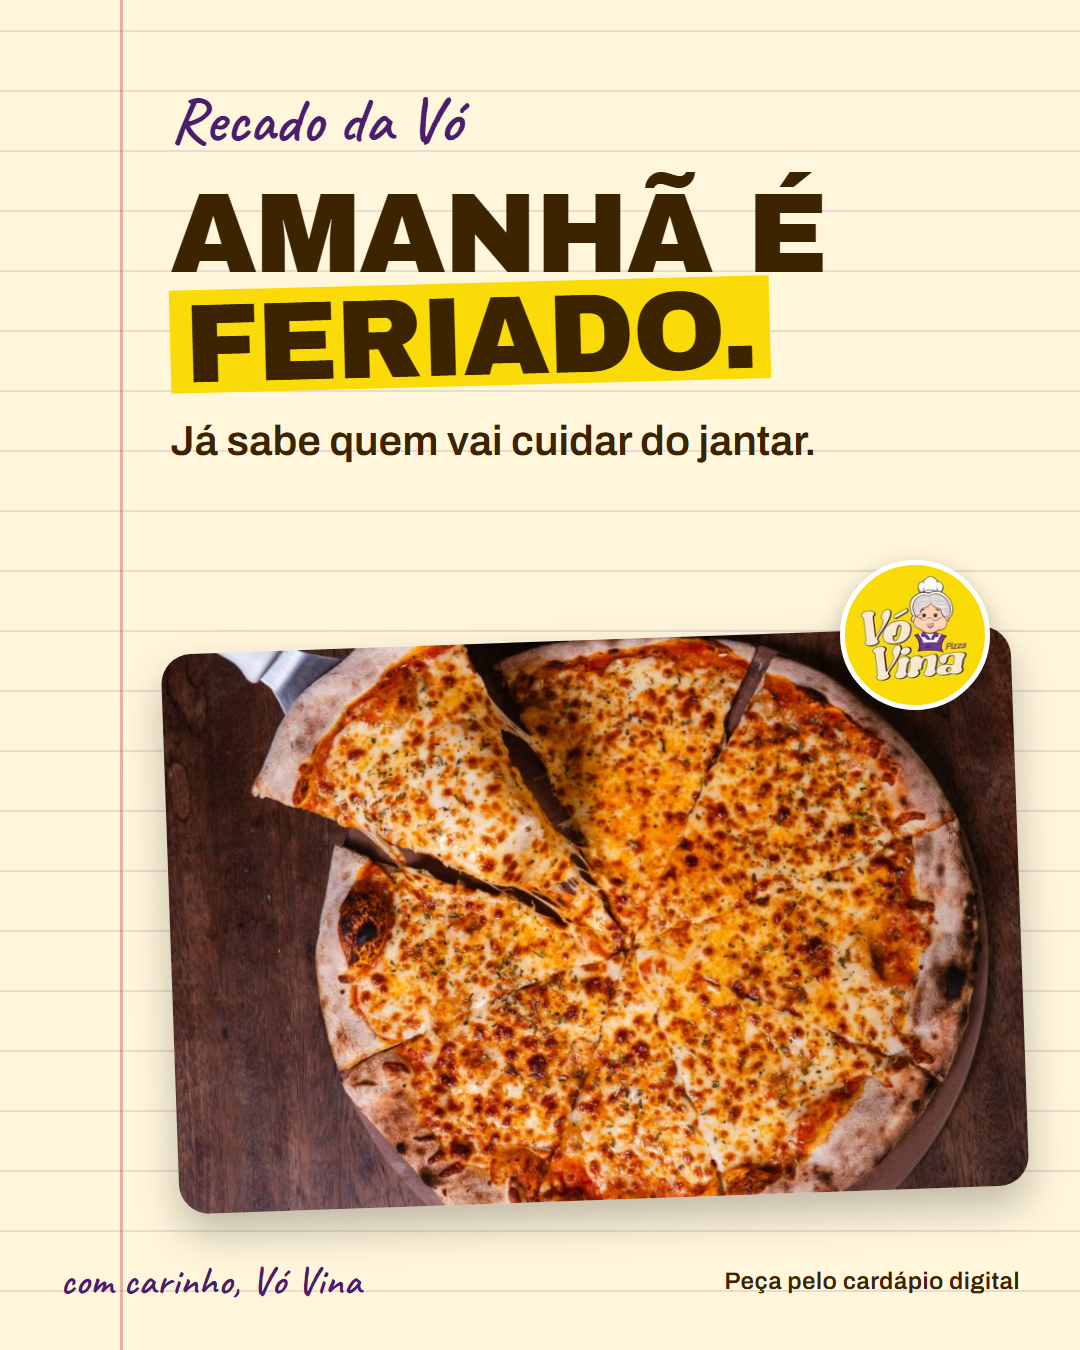 Recado da Vó
AMANHÃ É
FERIADO.
Já sabe quem vai cuidar do jantar.
Vó
Pizza
Vina
com carinho, Vó Vina
Peça pelo cardápio digital